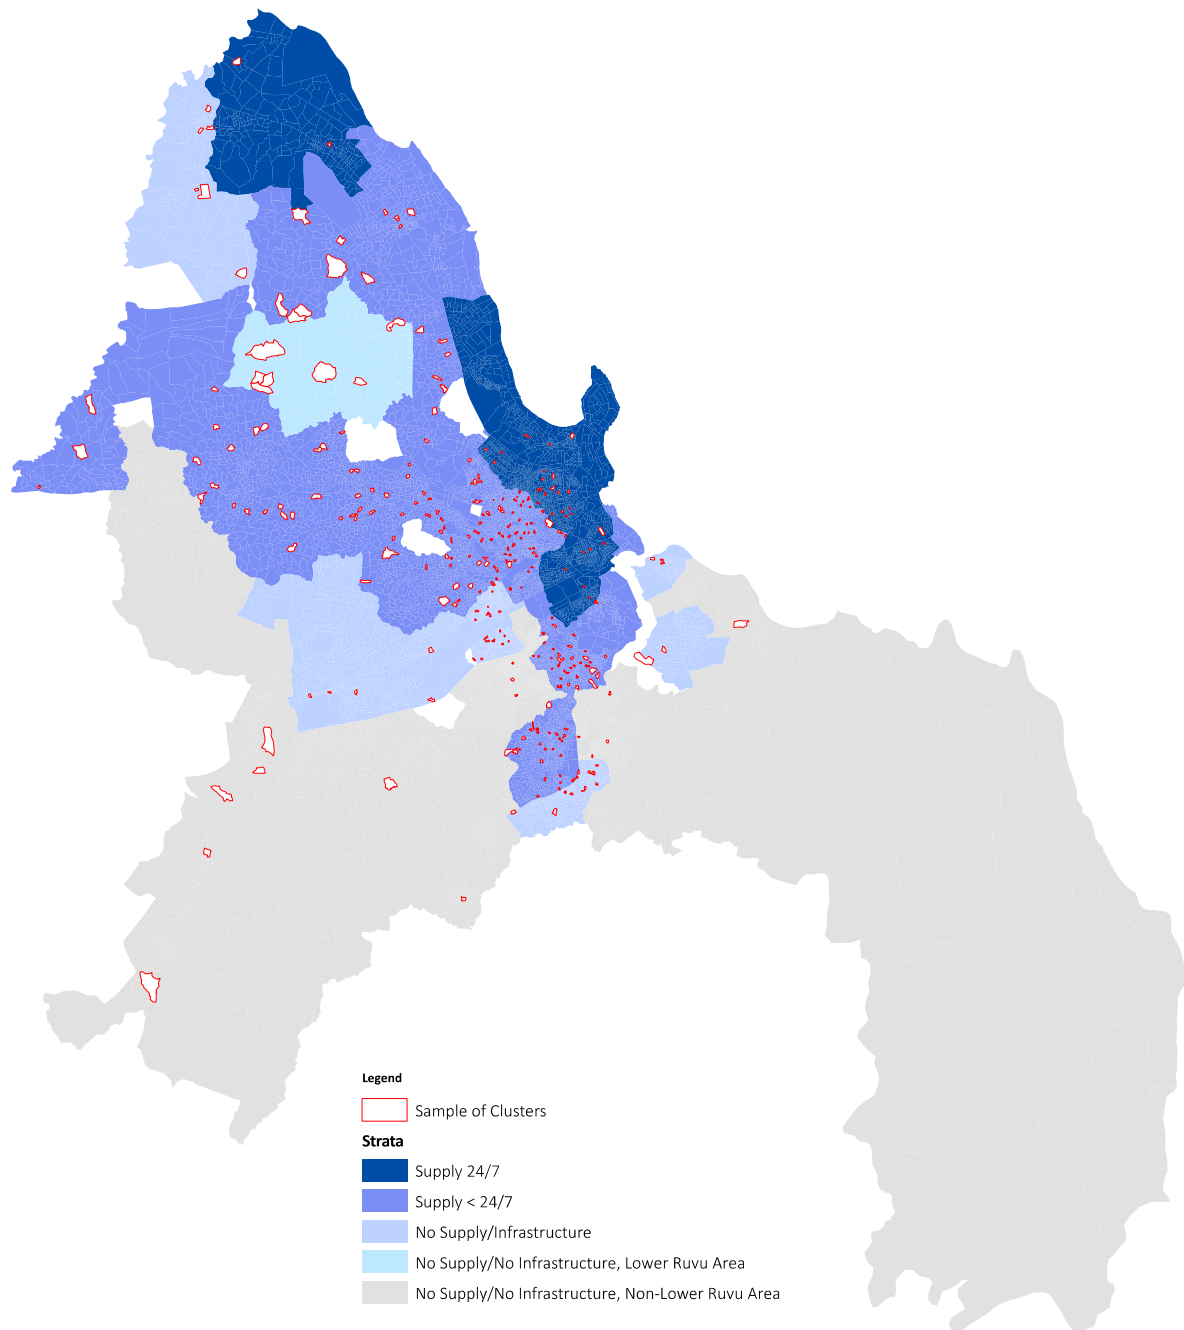 Legend
Sample of Clusters
Strata
Supply 24/7
Supply < 24/7
No Supply/Infrastructure
No Supply/No Infrastructure, Lower Ruvu Area
No Supply/No Infrastructure, Non-Lower Ruvu Area